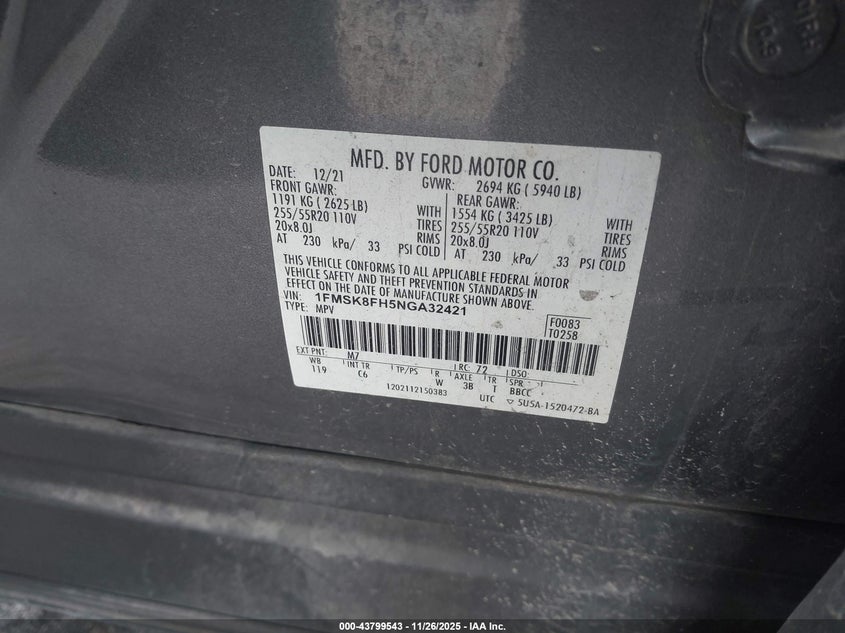 MFD. BY FORD MOTOR CO.
DATE: 12/21 GVWR: 2694 KG ( 5940 LB)
FRONT GAWR: REAR GAWR:
1191 KG ( 2625 LB) WITH 1554 KG ( 3425 LB) WITH
255/55R20 110V TIRES 255/55R20 110V TIRES
20x8.0J RIMS 20x8.0J RIMS
AT 230 kPa/ 33 PSI COLD AT 230 kPa/ 33 PSI COLD
THIS VEHICLE CONFORMS TO ALL APPLICABLE FEDERAL MOTOR
VEHICLE SAFETY AND THEFT PREVENTION STANDARDS IN
EFFECT ON THE DATE OF MANUFACTURE SHOWN ABOVE.
VIN: 1FMSK8FH5NGA32421
TYPE: MPV
F0083
T0258
EXT PNT: M7 RC: 72 DSO:
WB INT TR TP/PS R AXLE TR SPR
119 C6 W 3B T BBCC
1202112150383 UTC ▽ 5U5A-1520472-BA
000-43799543 - 11/26/2025 - IAA Inc.